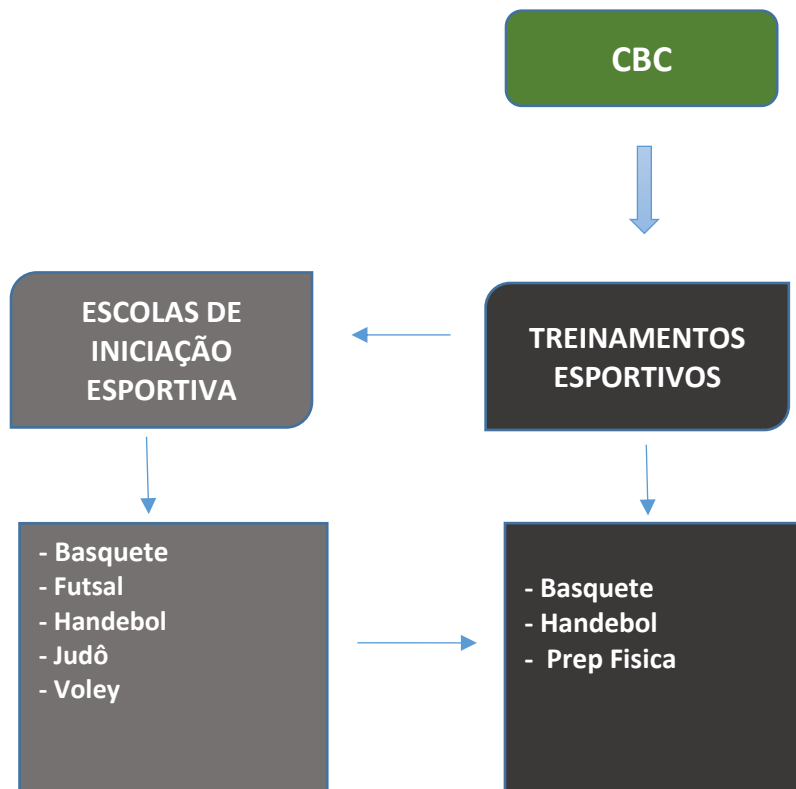 CBC
ESCOLAS DE
INICIAÇÃO
ESPORTIVA
TREINAMENTOS
ESPORTIVOS
- Basquete
- Futsal
- Handebol
- Judô
- Voley
- Basquete
- Handebol
- Prep Fisica